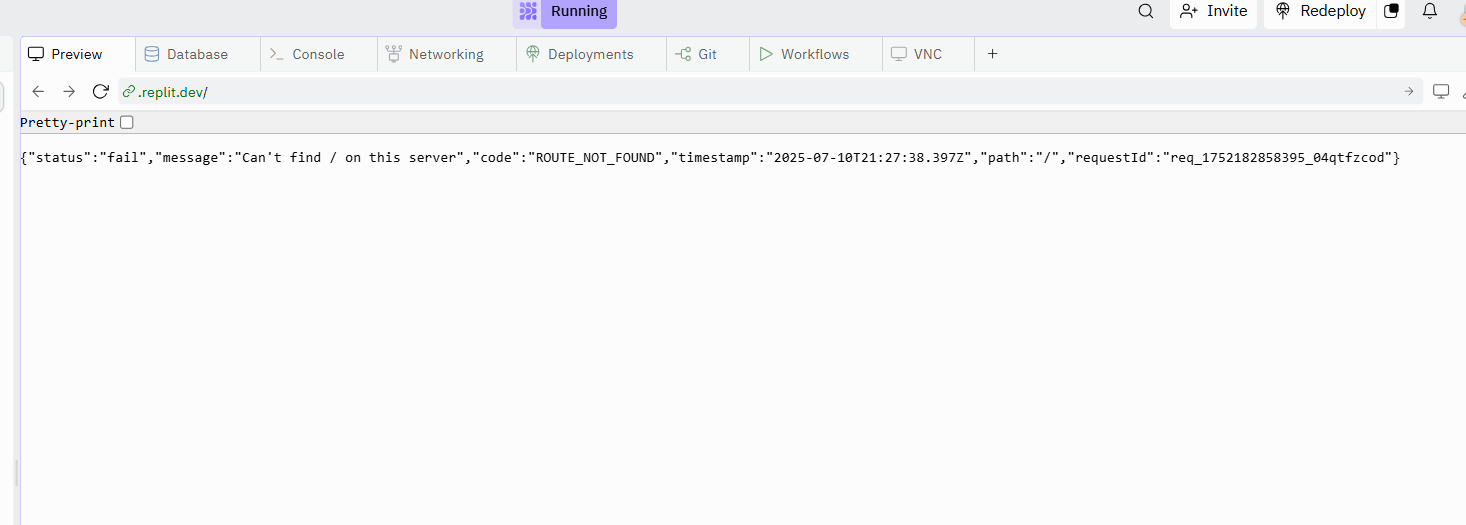 Running
Invite
Redeploy
Preview
Database
Console
Networking
Deployments
Git
Workflows
VNC
.replit.dev/
Pretty-print
{"status":"fail","message":"Can't find / on this server","code":"ROUTE_NOT_FOUND","timestamp":"2025-07-10T21:27:38.397Z","path":"/","requestId":"req_1752182858395_04qtfzcod"}